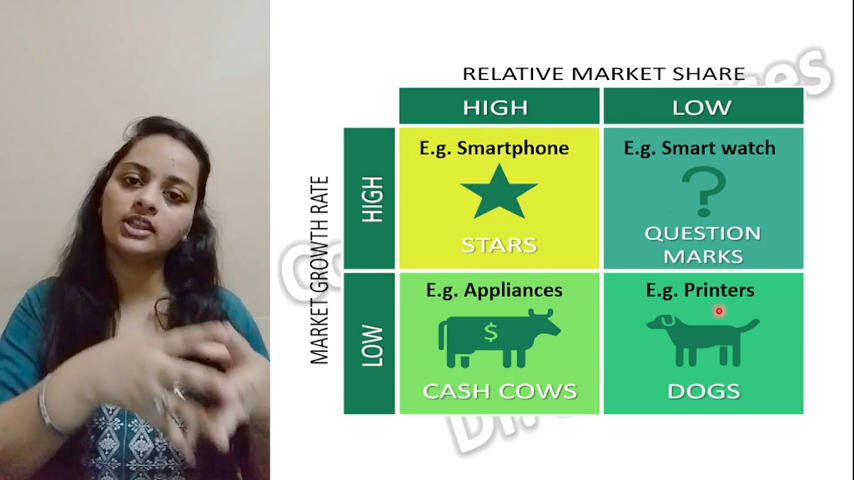 RELATIVE MARKET SHARE
HIGH
LOW
MARKET GROWTH RATE
HIGH
E.g. Smartphone
STARS
E.g. Smart watch
?
QUESTION
MARKS
LOW
E.g. Appliances
$
CASH COWS
E.g. Printers
DOGS